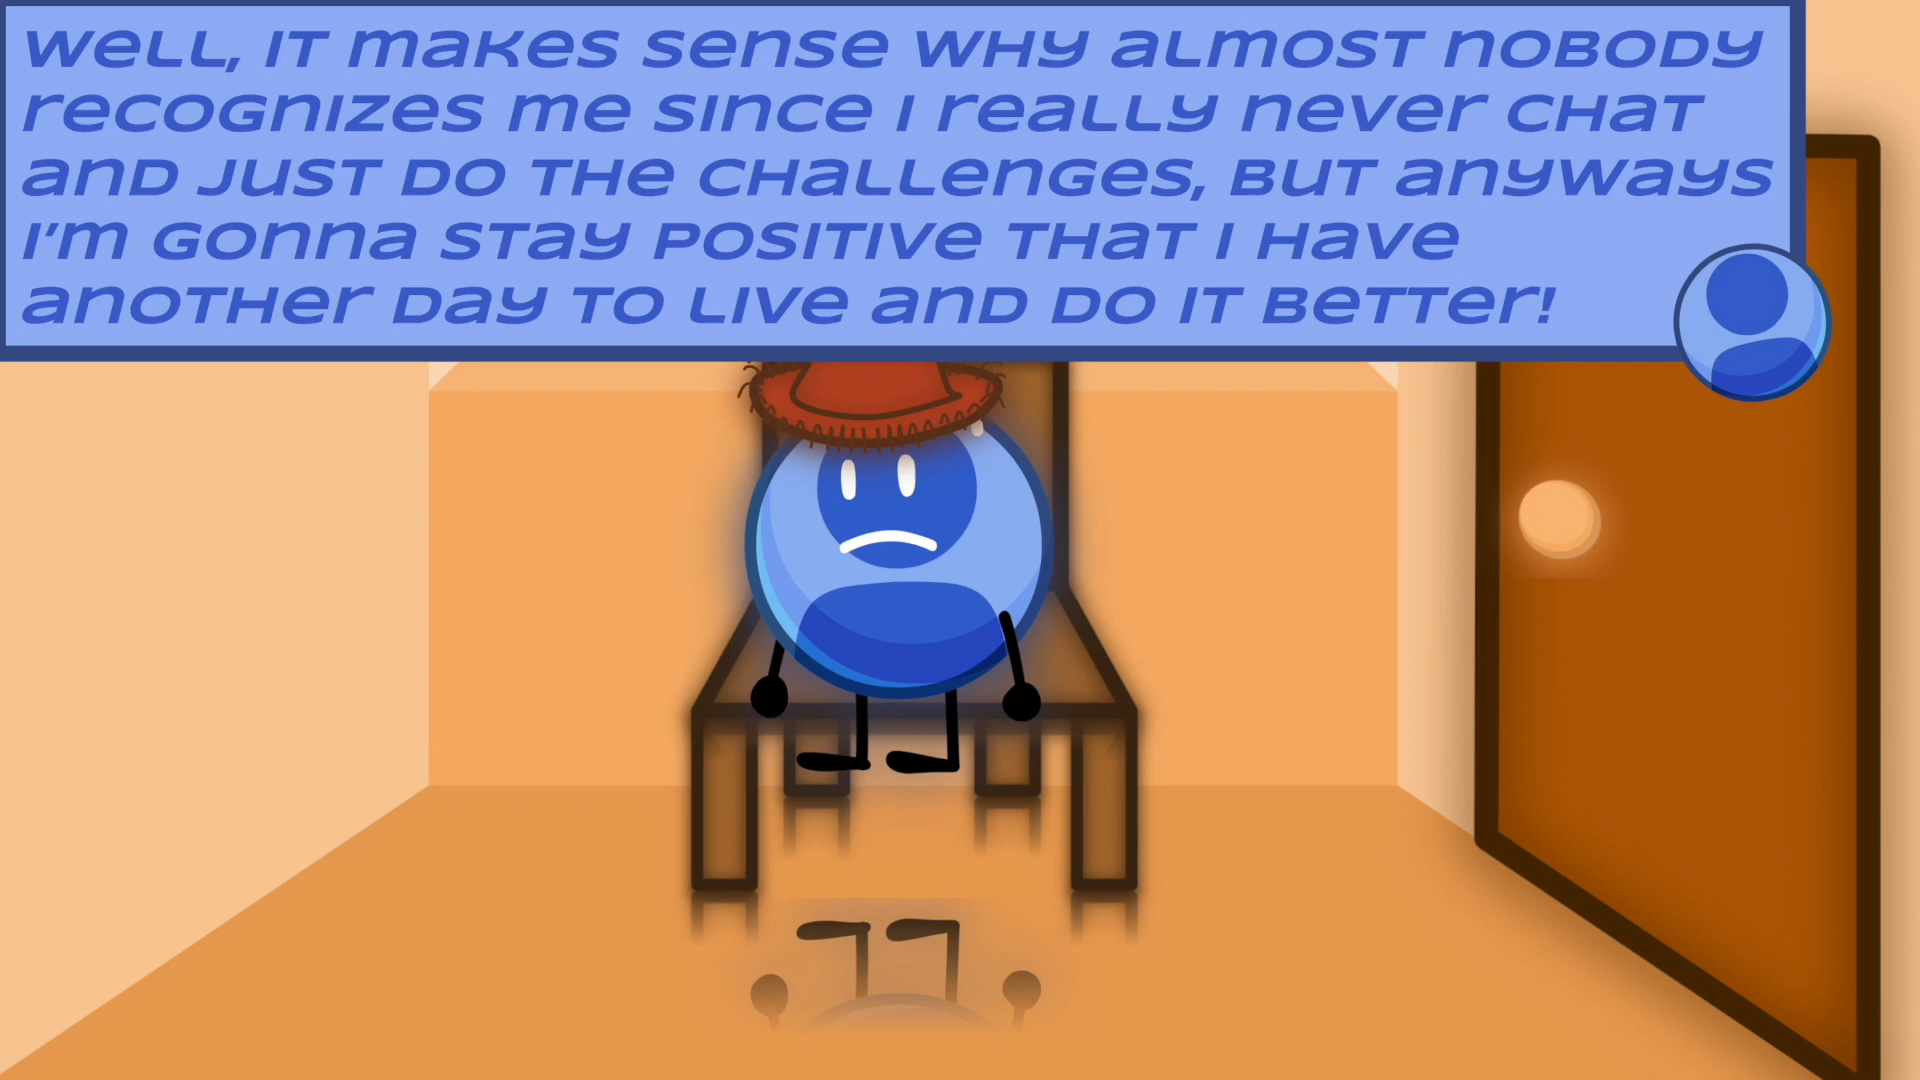 Well, it makes sense why almost nobody
recognizes me since I really never chat
and just do the challenges, but anyways
I'm gonna stay positive that I have
another day to live and do it better!